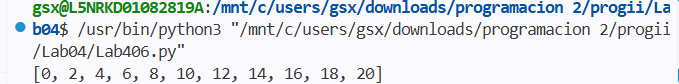 gsx@L5NRKD01082819A:/mnt/c/users/gsx/downloads/programacion 2/progii/La
b04$ /usr/bin/python3 "/mnt/c/users/gsx/downloads/programacion 2/progii
/Lab04/Lab406.py"
[0, 2, 4, 6, 8, 10, 12, 14, 16, 18, 20]